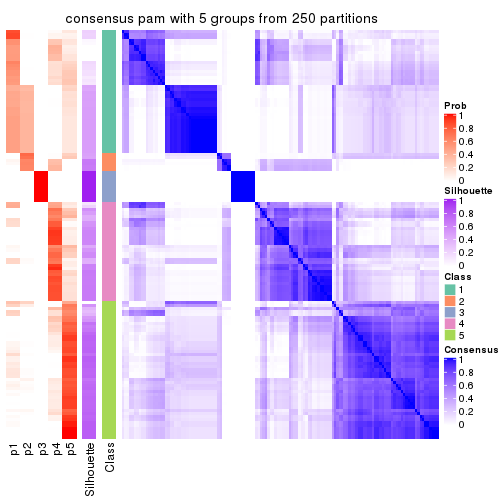 consensus pam with 5 groups from 250 partitions
Prob
1
0.8
0.6
0.4
0.2
0
Silhouette
1
0.8
0.6
0.4
0.2
0
Class
1
2
3
4
5
Consensus
1
0.8
0.6
0.4
0.2
0
p1
p2
p3
p4
p5
Silhouette
Class